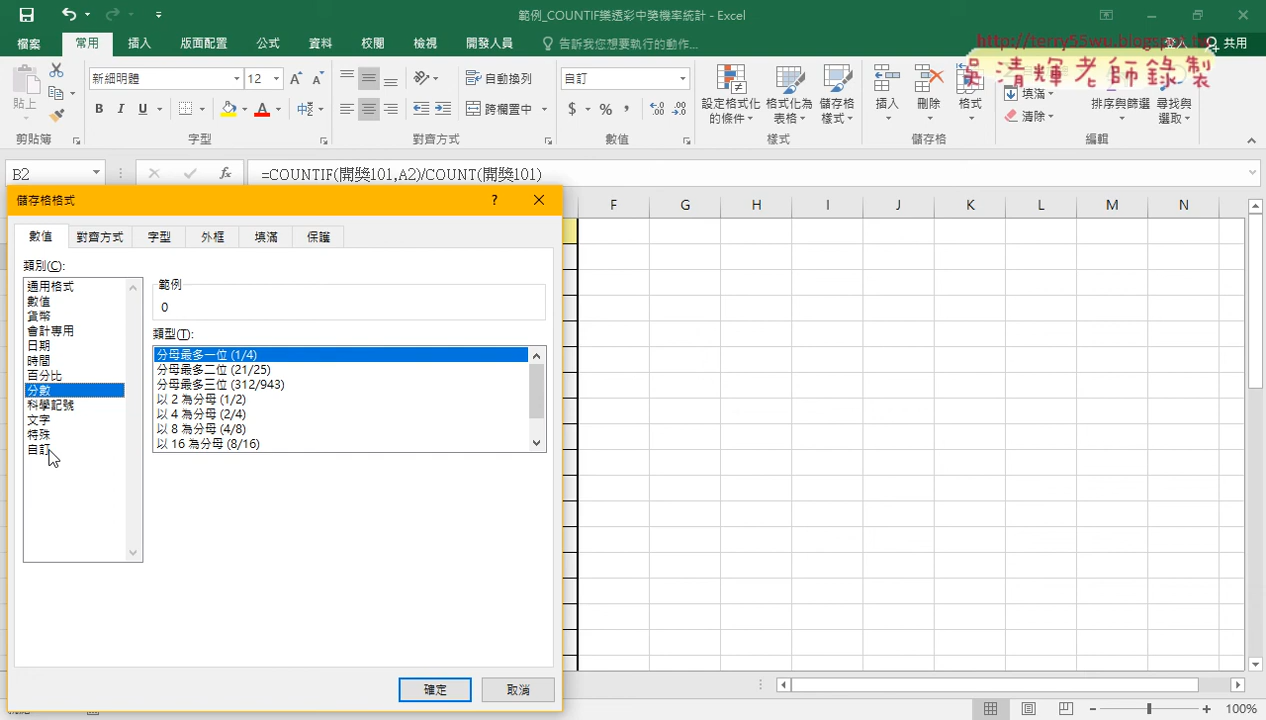 範例_COUNTIF樂透彩中獎機率統計 - Excel
http://terry55wu.blogspot.tw
吳清輝老師錄製
檔案 常用 插入 版面配置 公式 資料 校閱 檢視 開發人員 告訴我您想要執行的動作... 登入 共用
貼上 新細明體 12 自動換列 自訂 設定格式化的條件 格式化為表格 儲存格樣式 插入 刪除 格式 填滿 排序與篩選 尋找與選取
B I U A 中 跨欄置中 $ % , 清除
剪貼簿 字型 對齊方式 數值 樣式 儲存格 編輯
B2 fx =COUNTIF(開獎101,A2)/COUNT(開獎101)
F G H I J K L M N
儲存格格式 ?
數值 對齊方式 字型 外框 填滿 保護
類別(C):
通用格式
數值
貨幣
會計專用
日期
時間
百分比
分數
科學記號
文字
特殊
自訂
範例
0
類型(T):
分母最多一位 (1/4)
分母最多二位 (21/25)
分母最多三位 (312/943)
以 2 為分母 (1/2)
以 4 為分母 (2/4)
以 8 為分母 (4/8)
以 16 為分母 (8/16)
確定 取消
100%